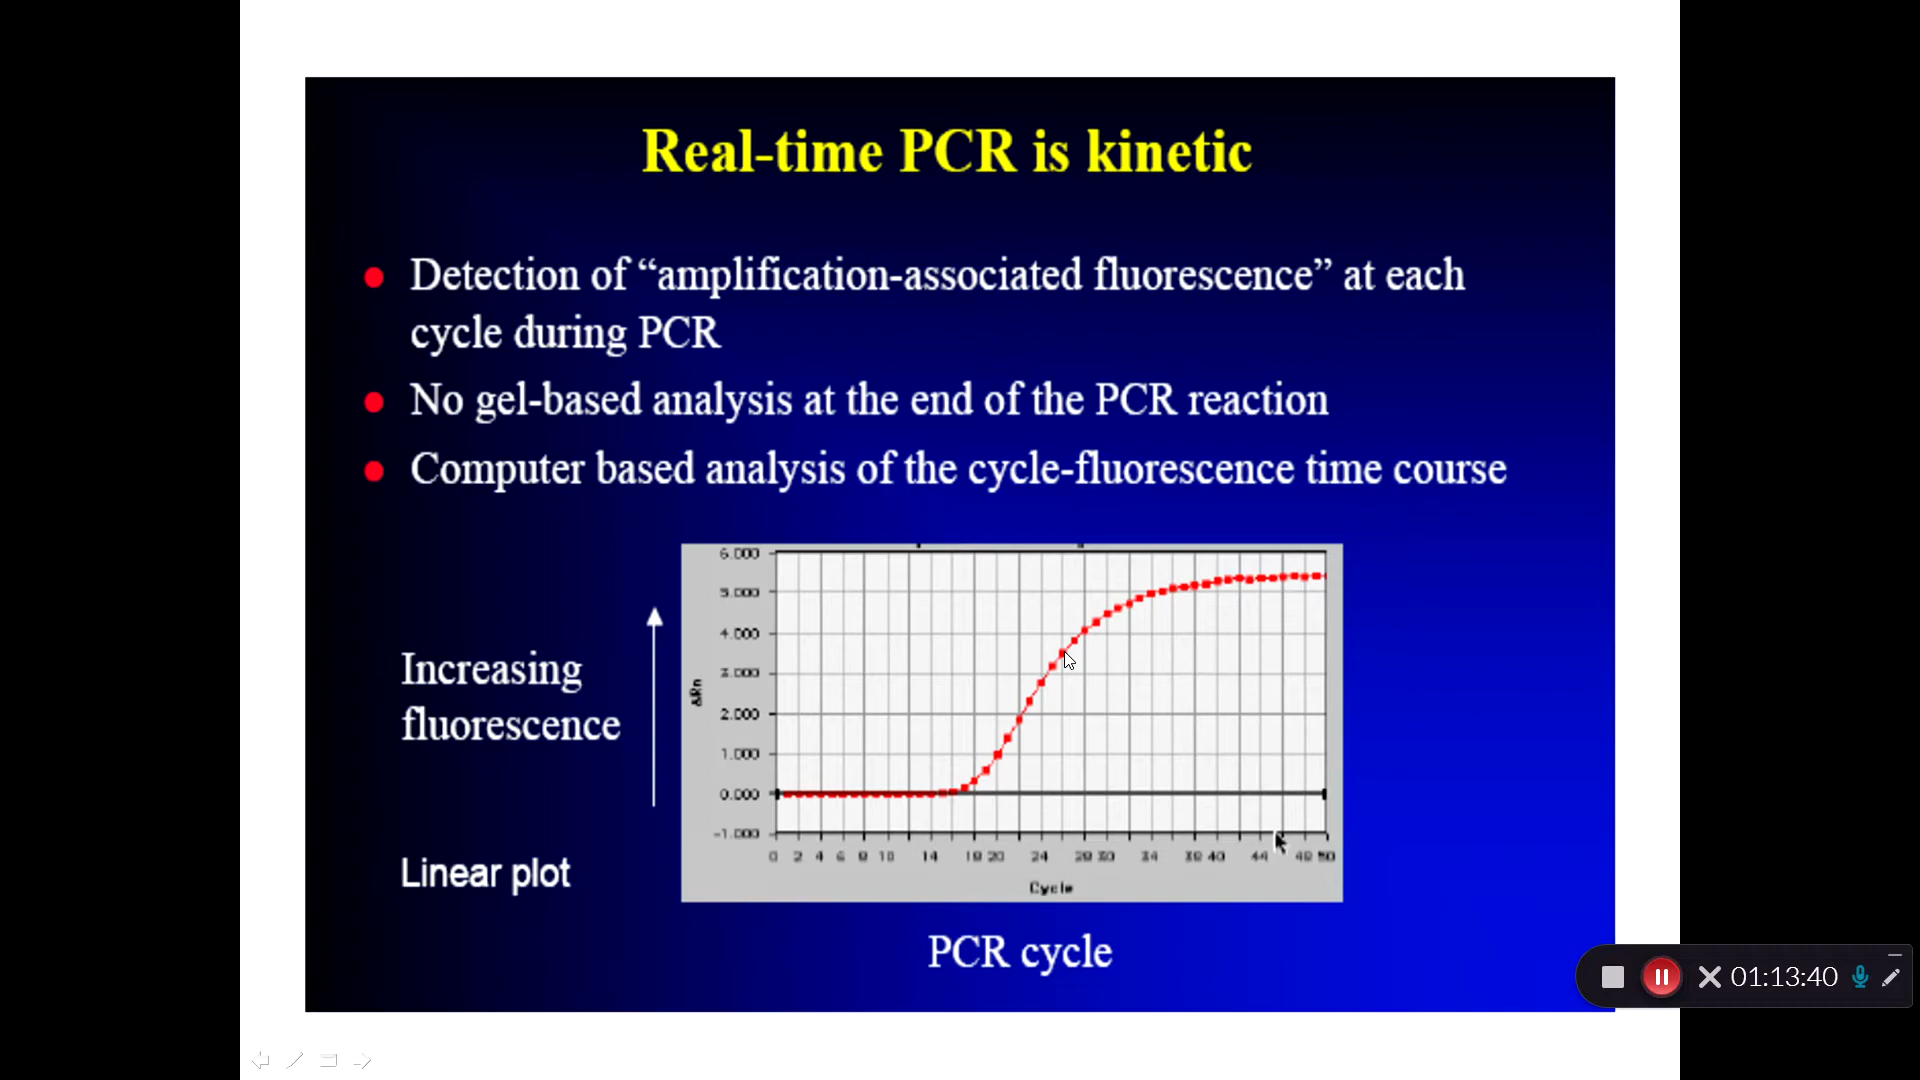 Real-time PCR is kinetic
Detection of “amplification-associated fluorescence” at each
cycle during PCR
No gel-based analysis at the end of the PCR reaction
Computer based analysis of the cycle-fluorescence time course
6.000
5.000
4.000
3.000
2.000
1.000
0.000
-1.000
ΔRn
0 2 4 6 8 10 14 18 20 24 28 30 34 38 40 44 48 50
Cycle
Increasing
fluorescence
Linear plot
PCR cycle
01:13:40